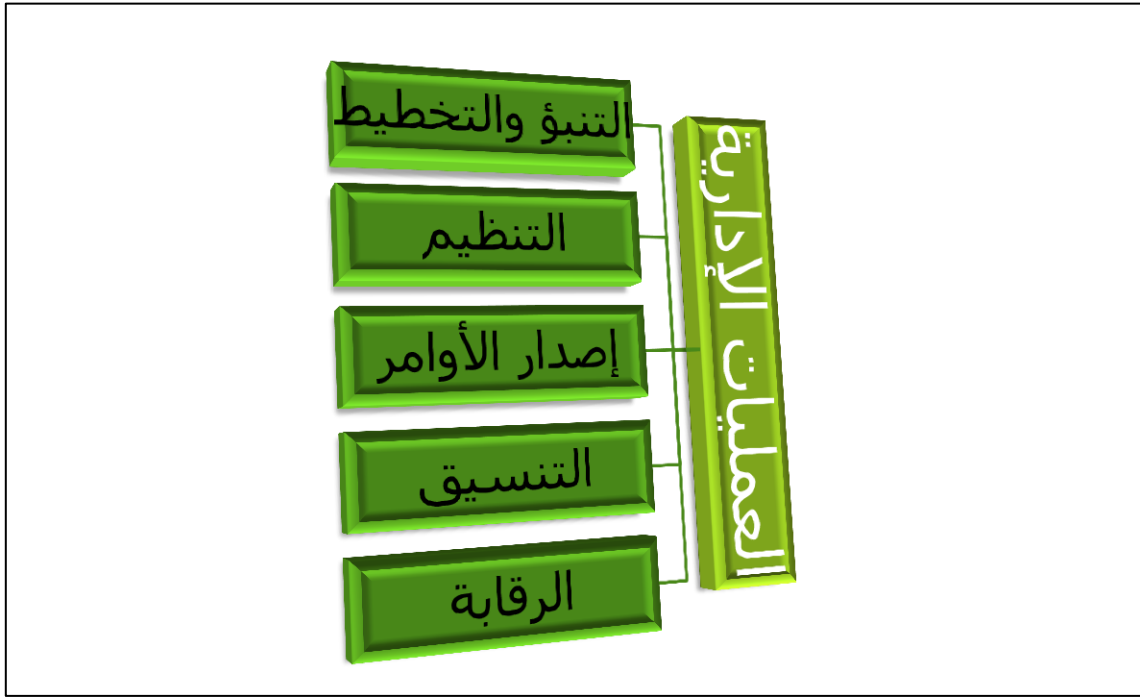 العمليات الإدارية
التنبؤ والتخطيط
التنظيم
إصدار الأوامر
التنسيق
الرقابة